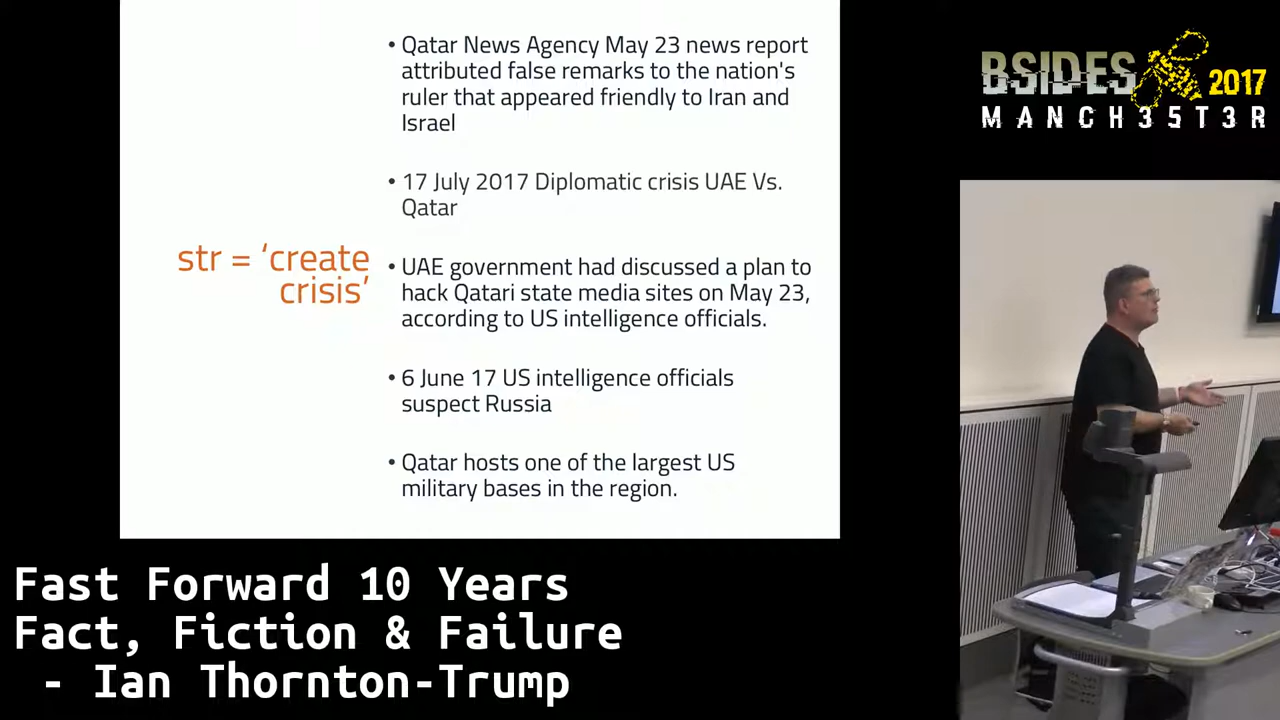 • Qatar News Agency May 23 news report
attributed false remarks to the nation's
ruler that appeared friendly to Iran and
Israel
• 17 July 2017 Diplomatic crisis UAE Vs.
Qatar
str = ‘create
crisis’
• UAE government had discussed a plan to
hack Qatari state media sites on May 23,
according to US intelligence officials.
• 6 June 17 US intelligence officials
suspect Russia
• Qatar hosts one of the largest US
military bases in the region.
BSIDES 2017
MANCH35T3R
Fast Forward 10 Years
Fact, Fiction & Failure
- Ian Thornton-Trump